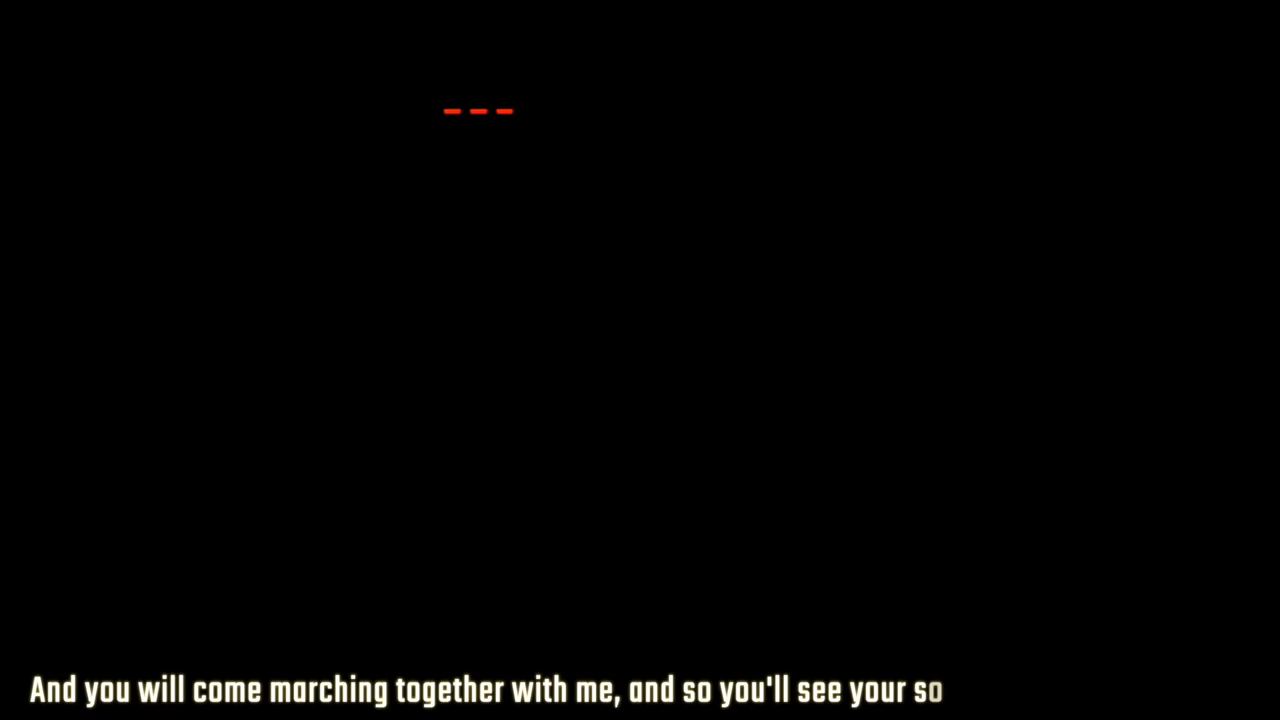 ---
And you will come marching together with me, and so you'll see your so